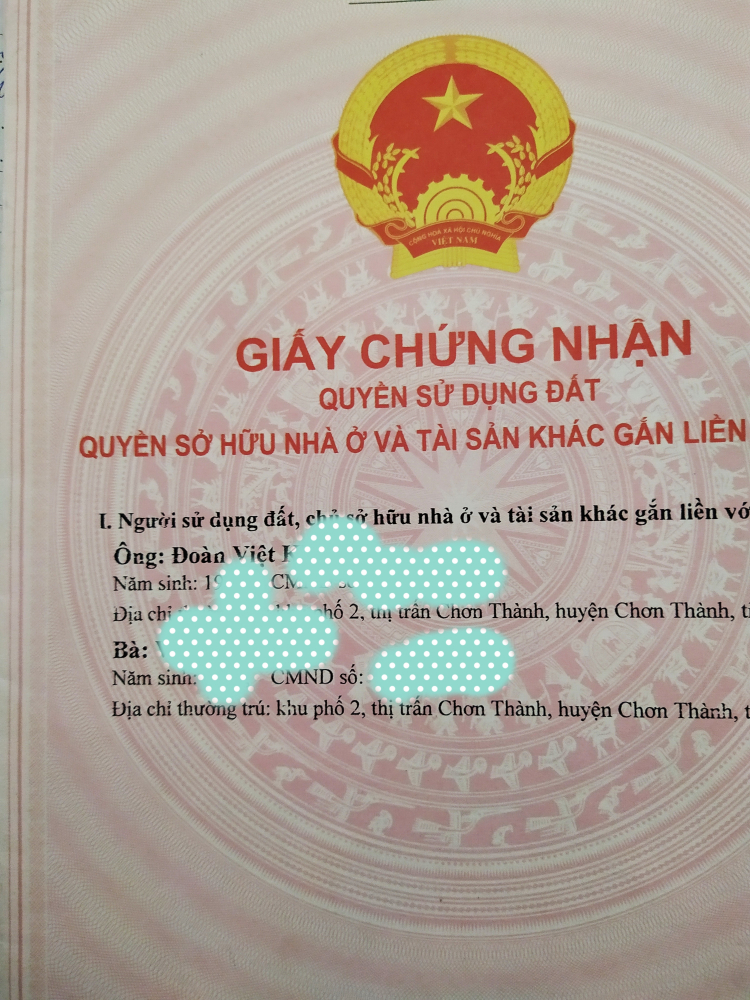 CỘNG HÒA XÃ HỘI CHỦ NGHĨA
VIỆT NAM
GIẤY CHỨNG NHẬN
QUYỀN SỬ DỤNG ĐẤT
QUYỀN SỞ HỮU NHÀ Ở VÀ TÀI SẢN KHÁC GẮN LIỀN
I. Người sử dụng đất, chủ sở hữu nhà ở và tài sản khác gắn liền
Ông: Đoàn Việt
Năm sinh:
Địa chỉ khu phố 2, thị trấn Chơn Thành, huyện Chơn Thành,
Bà:
Năm sinh: CMND số:
Địa chỉ thường trú: khu phố 2, thị trấn Chơn Thành, huyện Chơn Thành,